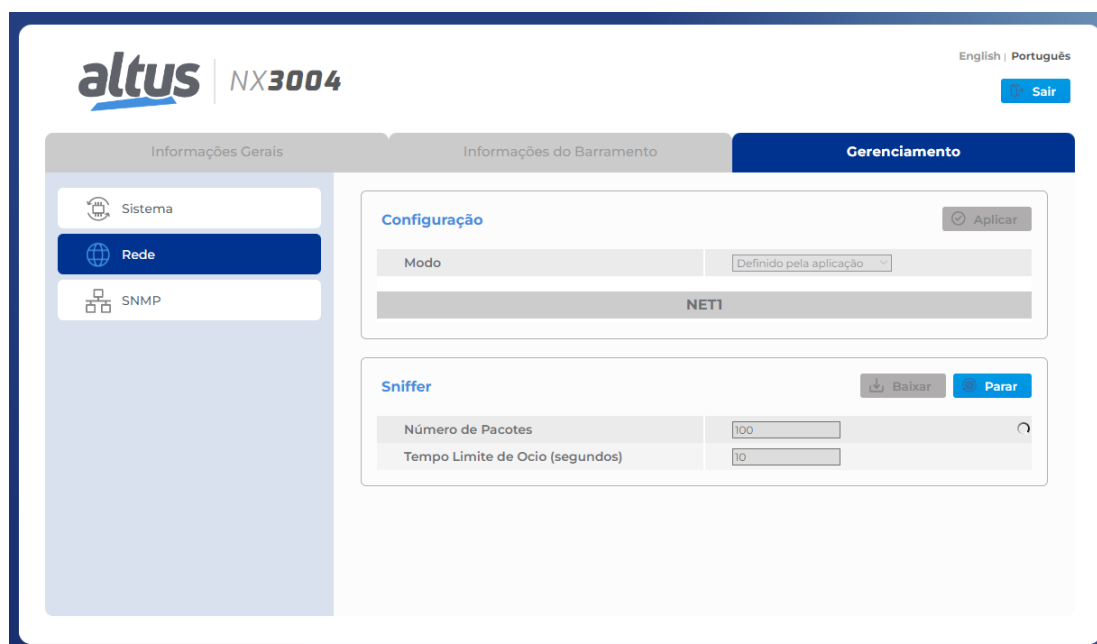 English | Português
altus NX3004
Sair
Informações Gerais Informações do Barramento Gerenciamento
Sistema
Rede
SNMP
Configuração Aplicar
Modo Definido pela aplicação
NET1
Sniffer Baixar Parar
Número de Pacotes 100
Tempo Limite de Ocio (segundos) 10